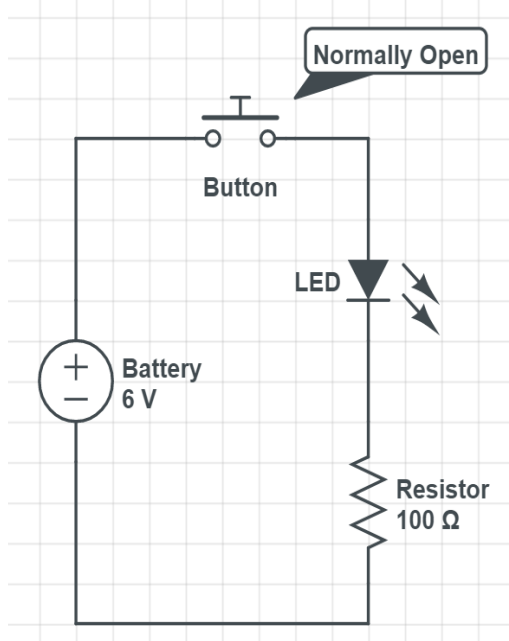 Normally Open
Button
LED
+
−
Battery
6 V
Resistor
100 Ω